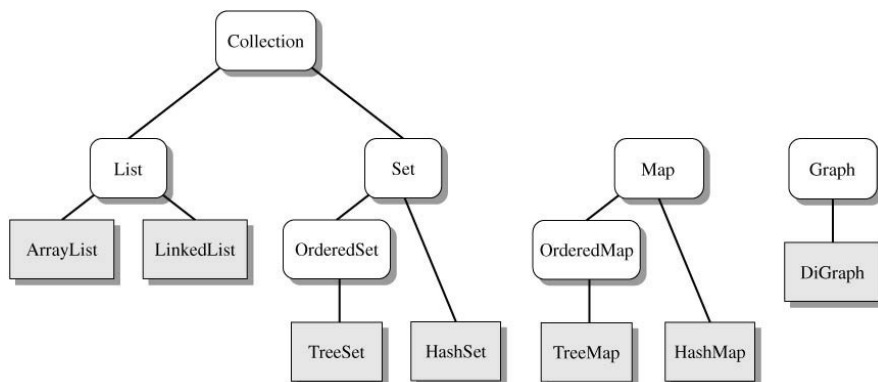 Collection
List
Set
Map
Graph
ArrayList
LinkedList
OrderedSet
OrderedMap
DiGraph
TreeSet
HashSet
TreeMap
HashMap